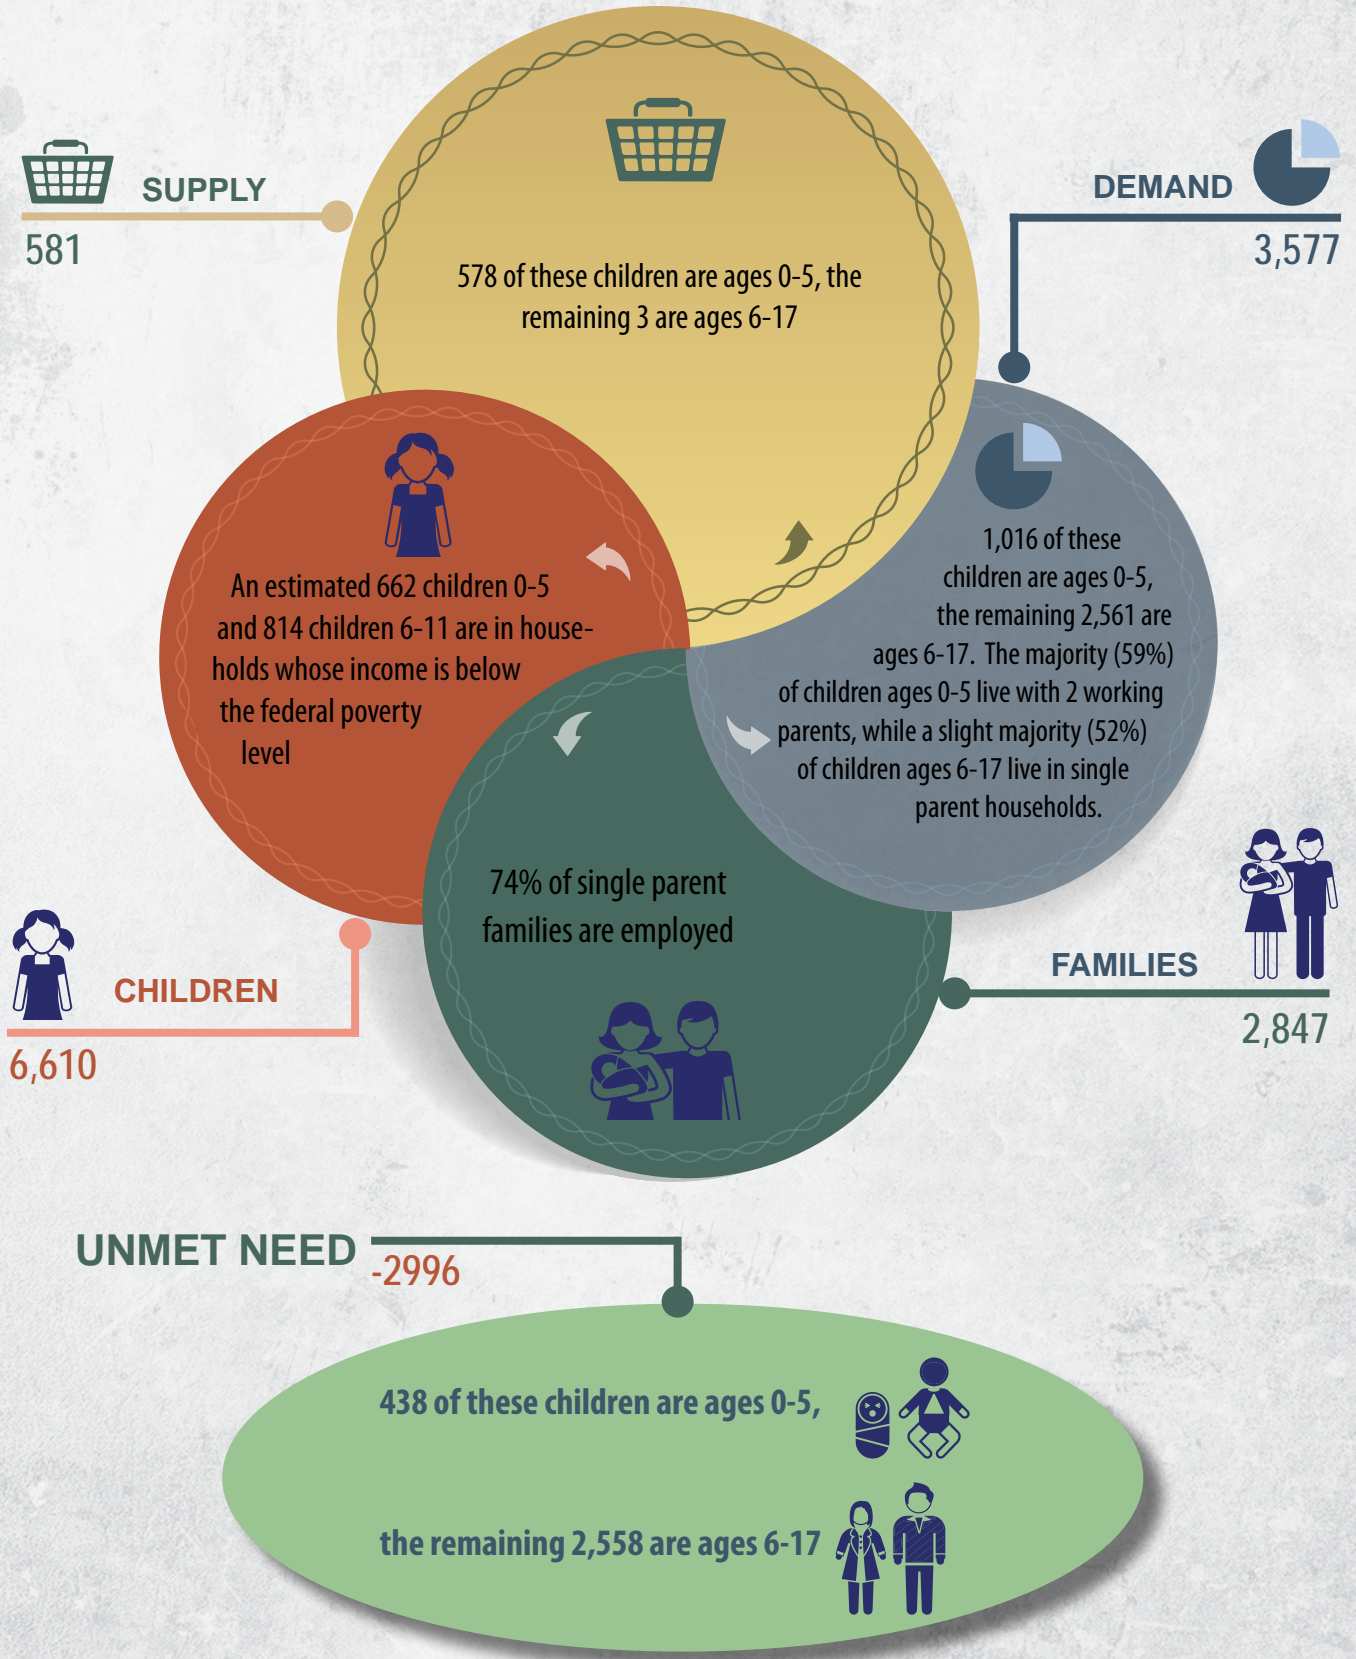 SUPPLY
581
DEMAND
3,577
578 of these children are ages 0-5, the
remaining 3 are ages 6-17
An estimated 662 children 0-5
and 814 children 6-11 are in house-
holds whose income is below
the federal poverty
level
1,016 of these
children are ages 0-5,
the remaining 2,561 are
ages 6-17. The majority (59%)
of children ages 0-5 live with 2 working
parents, while a slight majority (52%)
of children ages 6-17 live in single
parent households.
74% of single parent
families are employed
CHILDREN
6,610
FAMILIES
2,847
UNMET NEED
-2996
438 of these children are ages 0-5,
the remaining 2,558 are ages 6-17